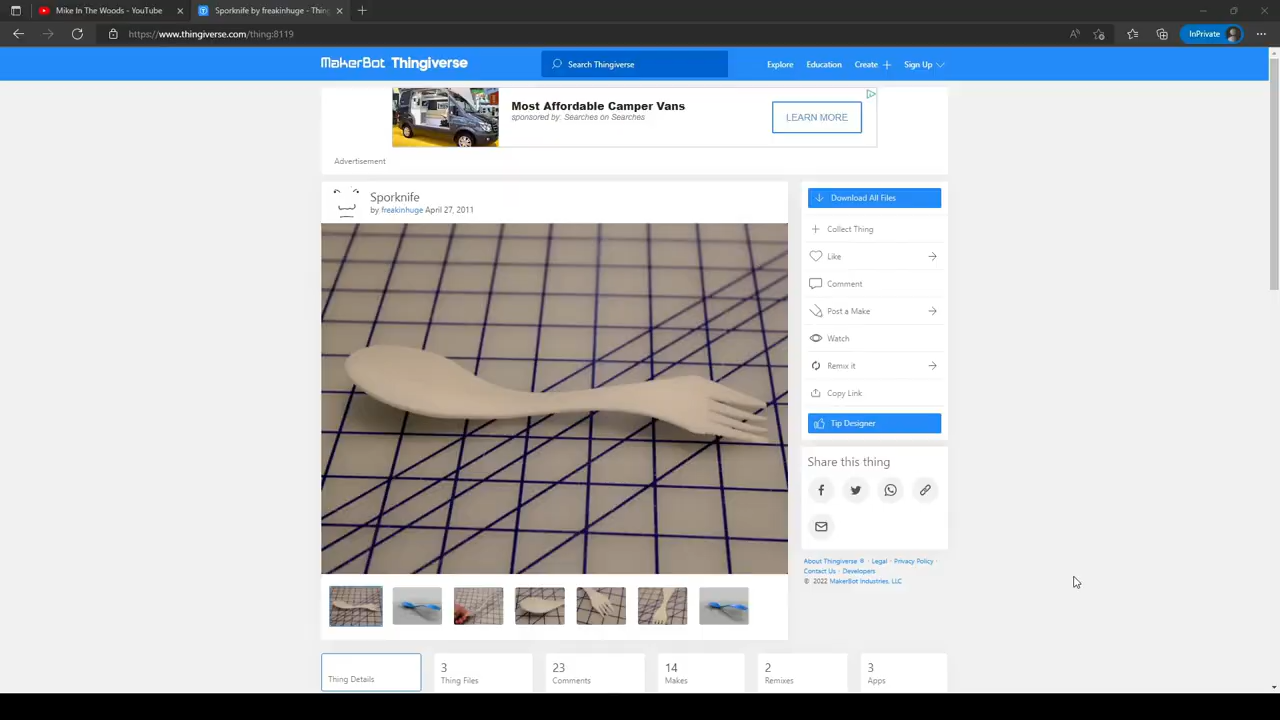 Mike In The Woods - YouTube
Sporknife by freakinhuge - Thing
https://www.thingiverse.com/thing:8119
InPrivate
MakerBot Thingiverse
Search Thingiverse
Explore
Education
Create
Sign Up
Most Affordable Camper Vans
sponsored by: Searches on Searches
LEARN MORE
Advertisement
Sporknife
by freakinhuge April 27, 2011
Download All Files
Collect Thing
Like
Comment
Post a Make
Watch
Remix it
Copy Link
Tip Designer
Share this thing
About Thingiverse ® · Legal · Privacy Policy ·
Contact Us · Developers
© 2022 MakerBot Industries, LLC
Thing Details
3
Thing Files
23
Comments
14
Makes
2
Remixes
3
Apps